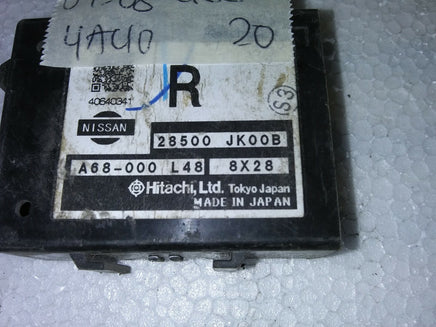 4A40 20
40640341
R
S3
NISSAN
28500 JK00B
A68-000 L48 8X28
Hitachi, Ltd. Tokyo Japan
MADE IN JAPAN